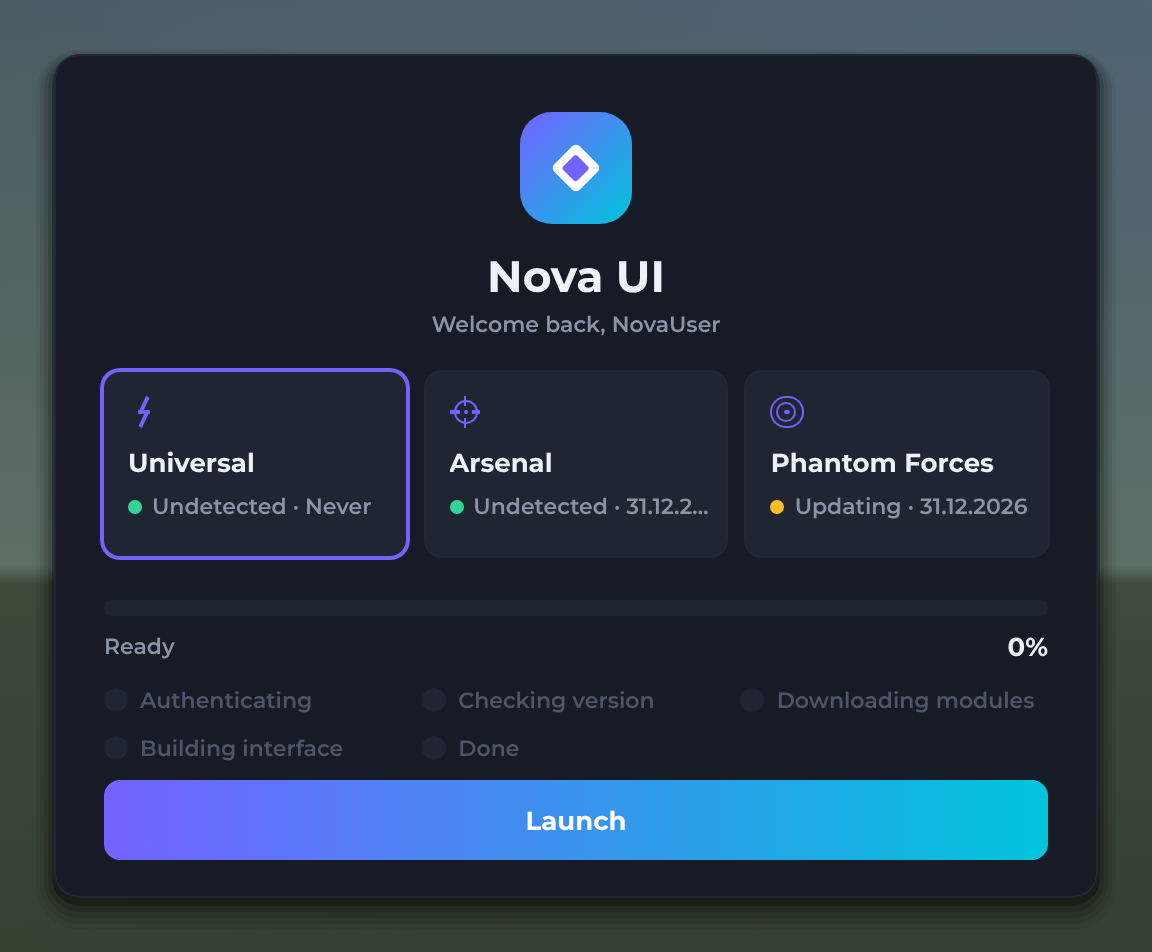 Nova UI
Welcome back, NovaUser
Universal
Undetected · Never
Arsenal
Undetected · 31.12.2...
Phantom Forces
Updating · 31.12.2026
Ready
0%
Authenticating
Checking version
Downloading modules
Building interface
Done
Launch